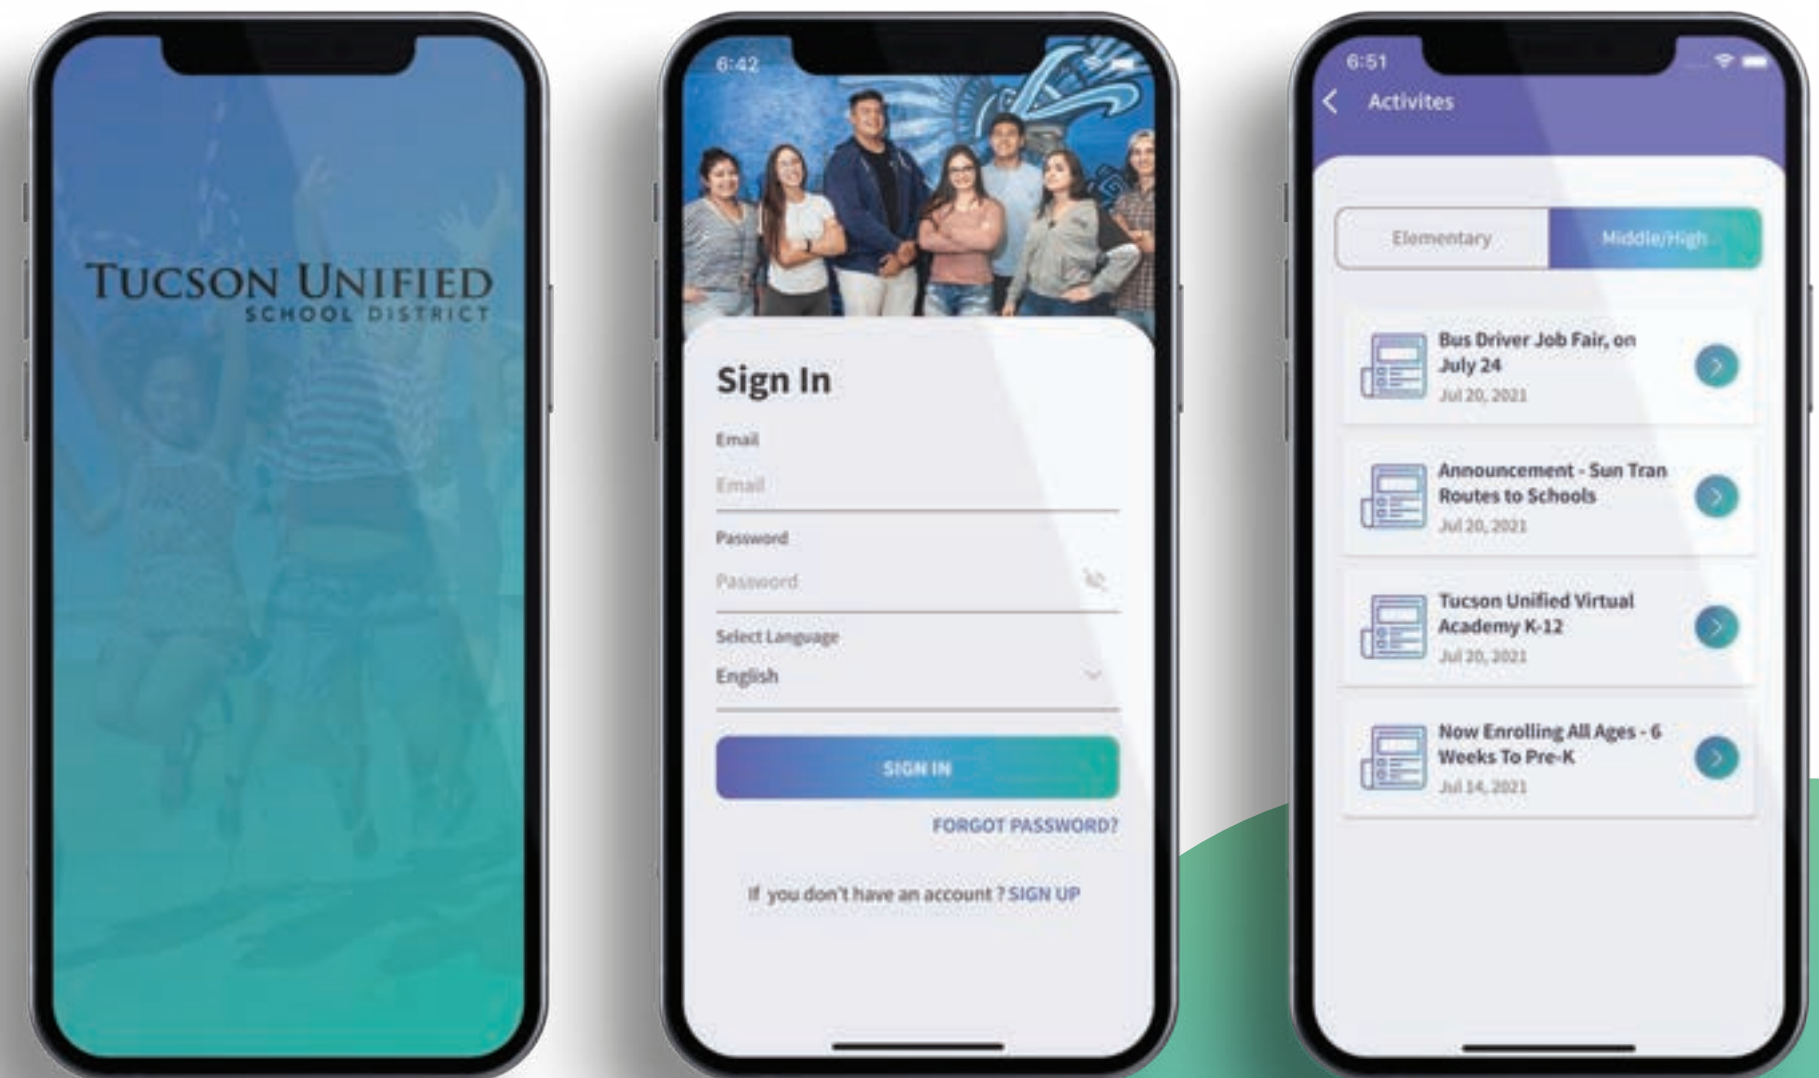 TUCSON UNIFIED
SCHOOL DISTRICT
6:42
Sign In
Email
Email
Password
Password
Select Language
English
SIGN IN
FORGOT PASSWORD?
If you don't have an account ? SIGN UP
6:51
Activites
Elementary
Middle/High
Bus Driver Job Fair, on
July 24
Jul 20, 2021
Announcement - Sun Tran
Routes to Schools
Jul 20, 2021
Tucson Unified Virtual
Academy K-12
Jul 20, 2021
Now Enrolling All Ages - 6
Weeks To Pre-K
Jul 14, 2021